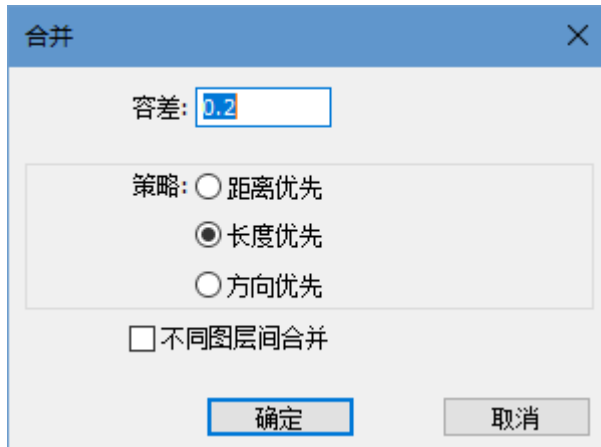 合并
容差: 0.2
策略: 距离优先
长度优先
方向优先
不同图层间合并
确定 取消